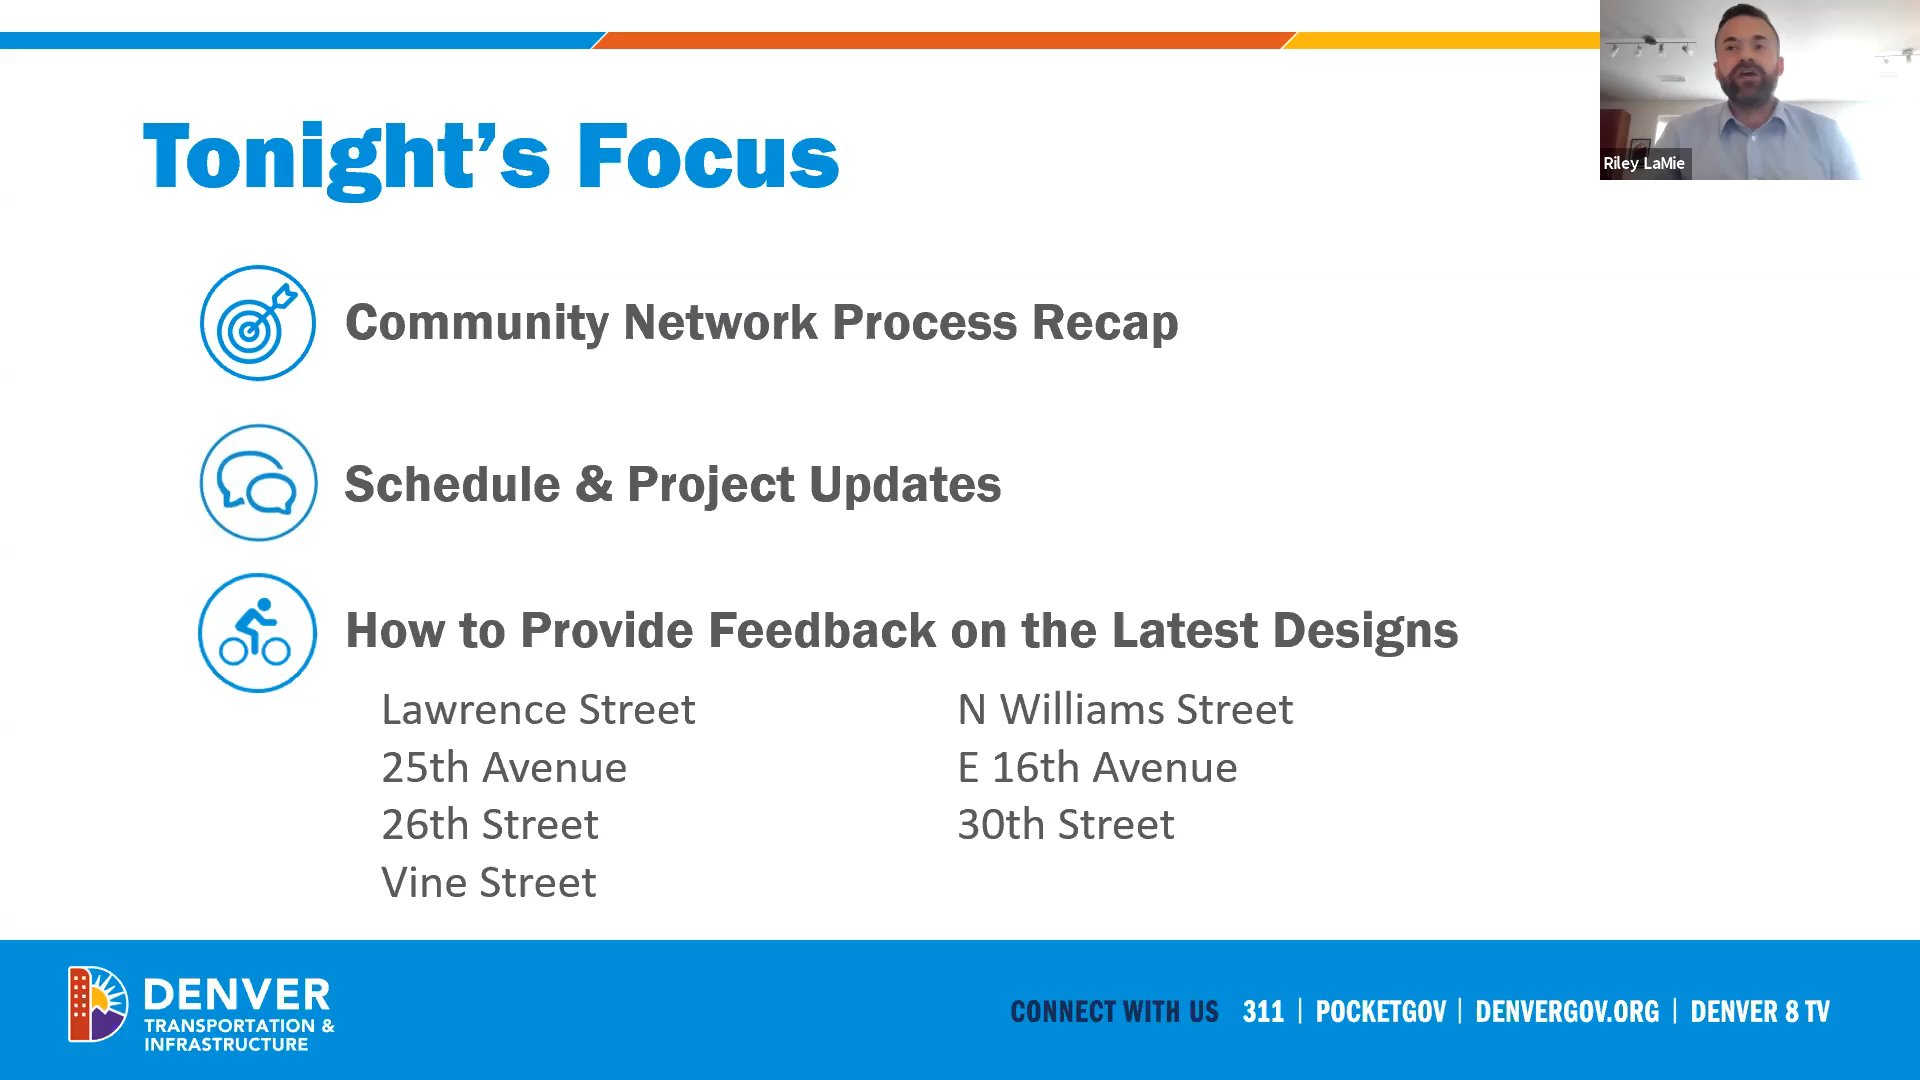 Tonight’s Focus
Riley LaMie
Community Network Process Recap
Schedule & Project Updates
How to Provide Feedback on the Latest Designs
Lawrence Street
25th Avenue
26th Street
Vine Street
N Williams Street
E 16th Avenue
30th Street
DENVER
TRANSPORTATION &
INFRASTRUCTURE
CONNECT WITH US 311 | POCKETGOV | DENVERGOV.ORG | DENVER 8 TV